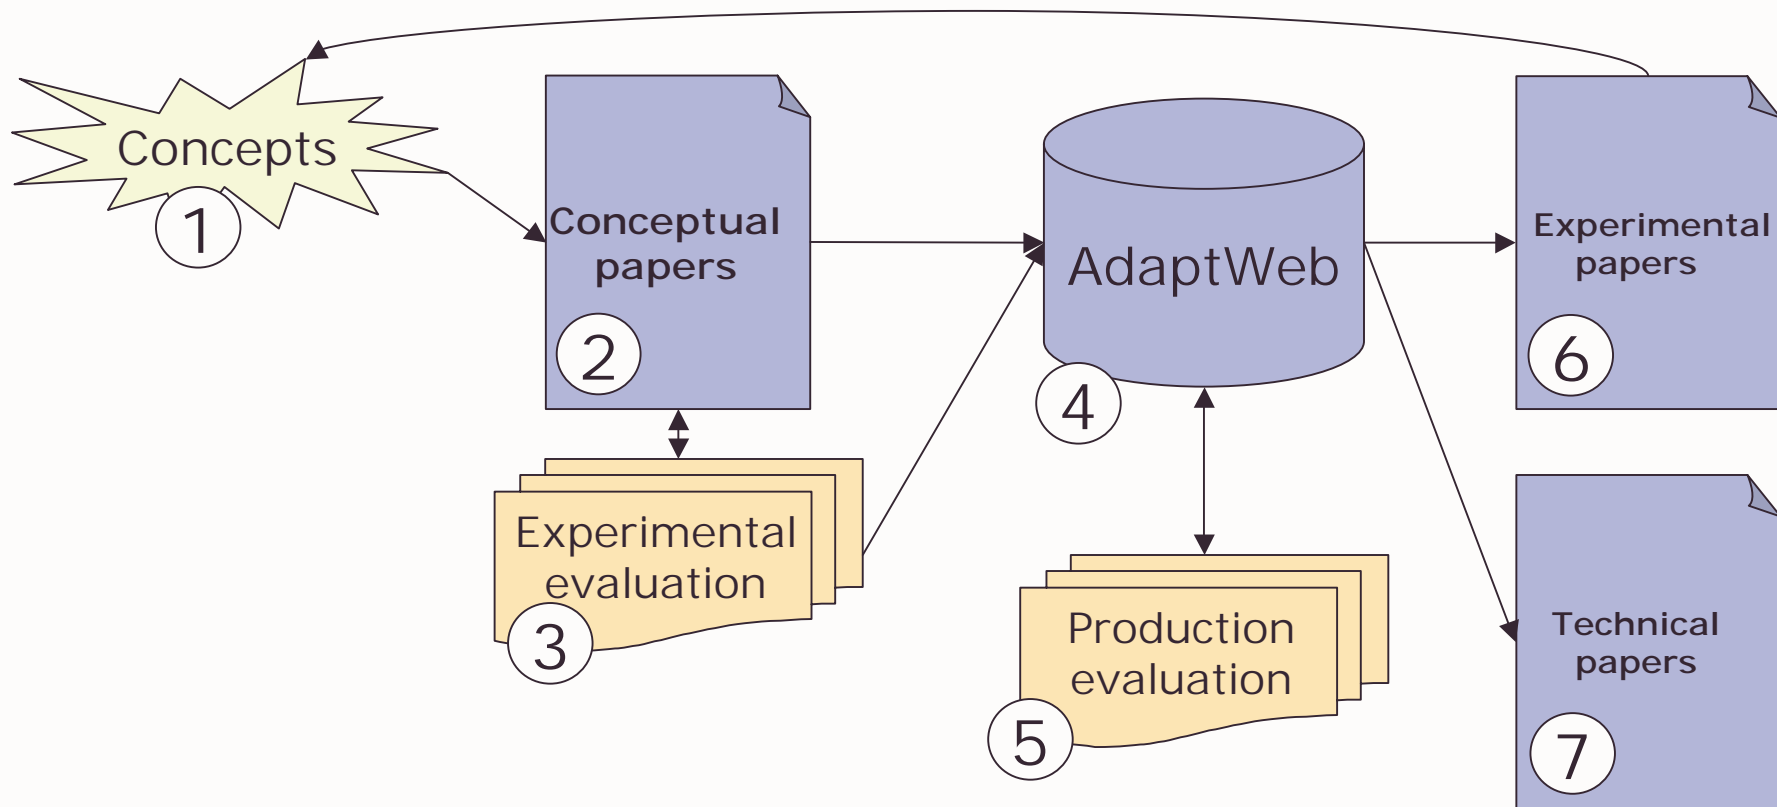 Concepts
1
Conceptual
papers
2
Experimental
evaluation
3
AdaptWeb
4
Production
evaluation
5
Experimental
papers
6
Technical
papers
7